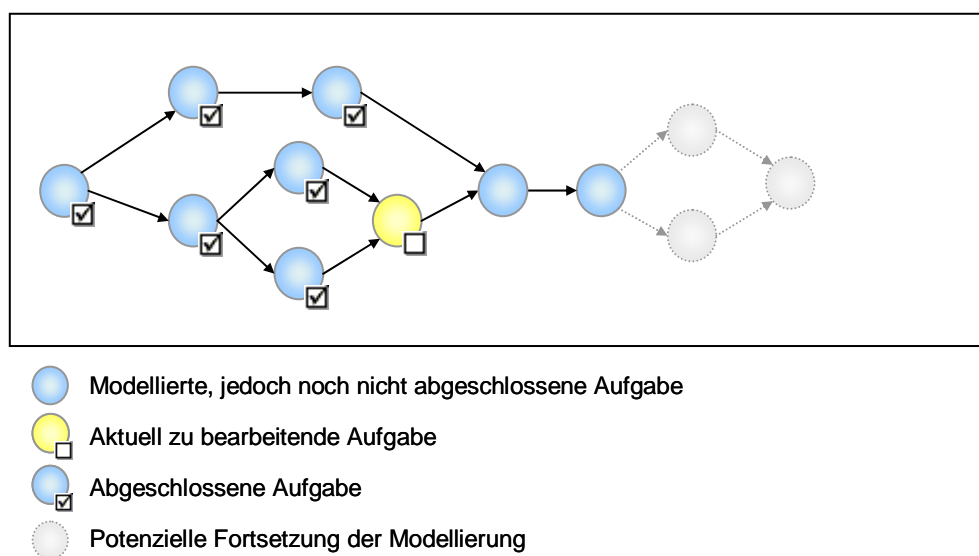 Modellierte, jedoch noch nicht abgeschlossene Aufgabe
Aktuell zu bearbeitende Aufgabe
Abgeschlossene Aufgabe
Potenzielle Fortsetzung der Modellierung